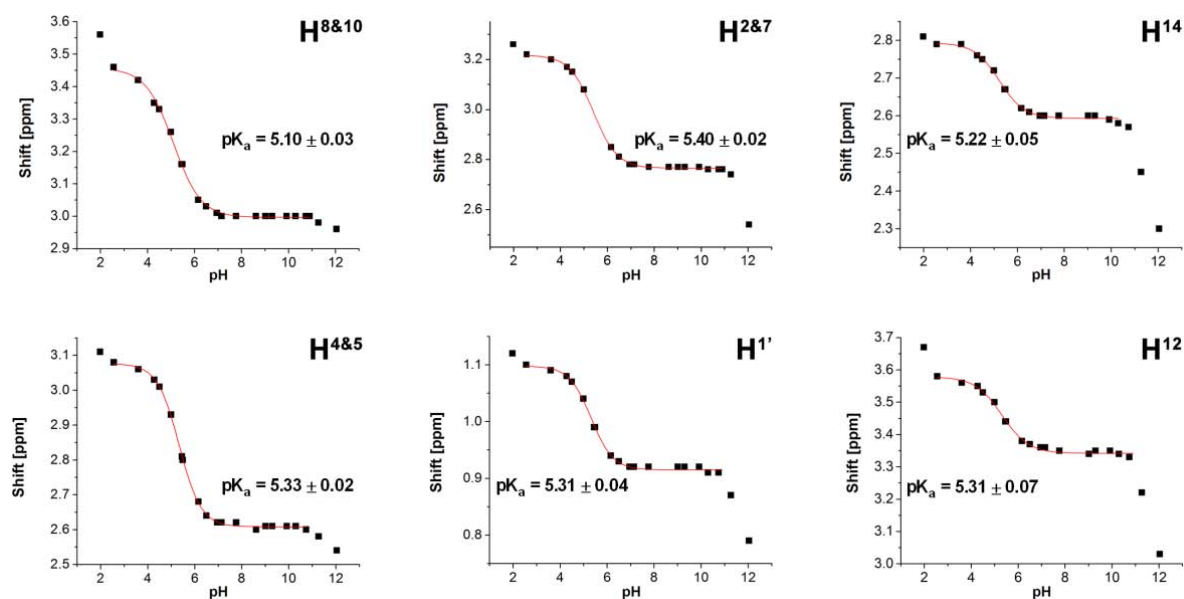 H8&10
3.6
3.5
3.4
3.3
3.2
3.1
3.0
2.9
Shift [ppm]
pKa = 5.10 ± 0.03
2 4 6 8 10 12
pH
H2&7
3.2
3.0
2.8
2.6
Shift [ppm]
pKa = 5.40 ± 0.02
2 4 6 8 10 12
pH
H14
2.8
2.7
2.6
2.5
2.4
2.3
Shift [ppm]
pKa = 5.22 ± 0.05
2 4 6 8 10 12
pH
H4&5
3.1
3.0
2.9
2.8
2.7
2.6
2.5
Shift [ppm]
pKa = 5.33 ± 0.02
2 4 6 8 10 12
pH
H1'
1.1
1.0
0.9
0.8
Shift [ppm]
pKa = 5.31 ± 0.04
2 4 6 8 10 12
pH
H12
3.7
3.6
3.5
3.4
3.3
3.2
3.1
3.0
Shift [ppm]
pKa = 5.31 ± 0.07
2 4 6 8 10 12
pH